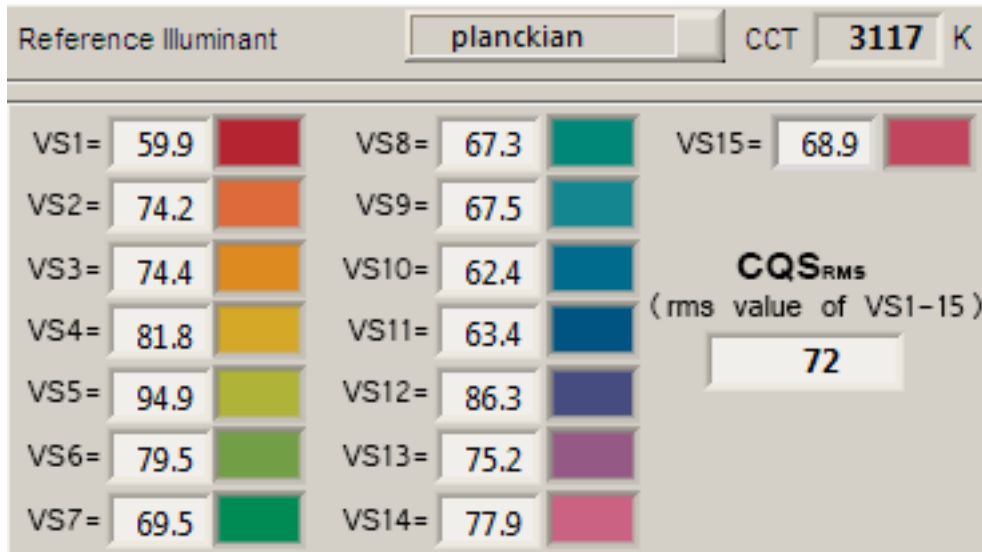 Reference Illuminant planckian CCT 3117 K
VS1= 59.9 VS8= 67.3 VS15= 68.9
VS2= 74.2 VS9= 67.5
VS3= 74.4 VS10= 62.4 CQSRMS
(rms value of VS1-15)
VS4= 81.8 VS11= 63.4
72
VS5= 94.9 VS12= 86.3
VS6= 79.5 VS13= 75.2
VS7= 69.5 VS14= 77.9